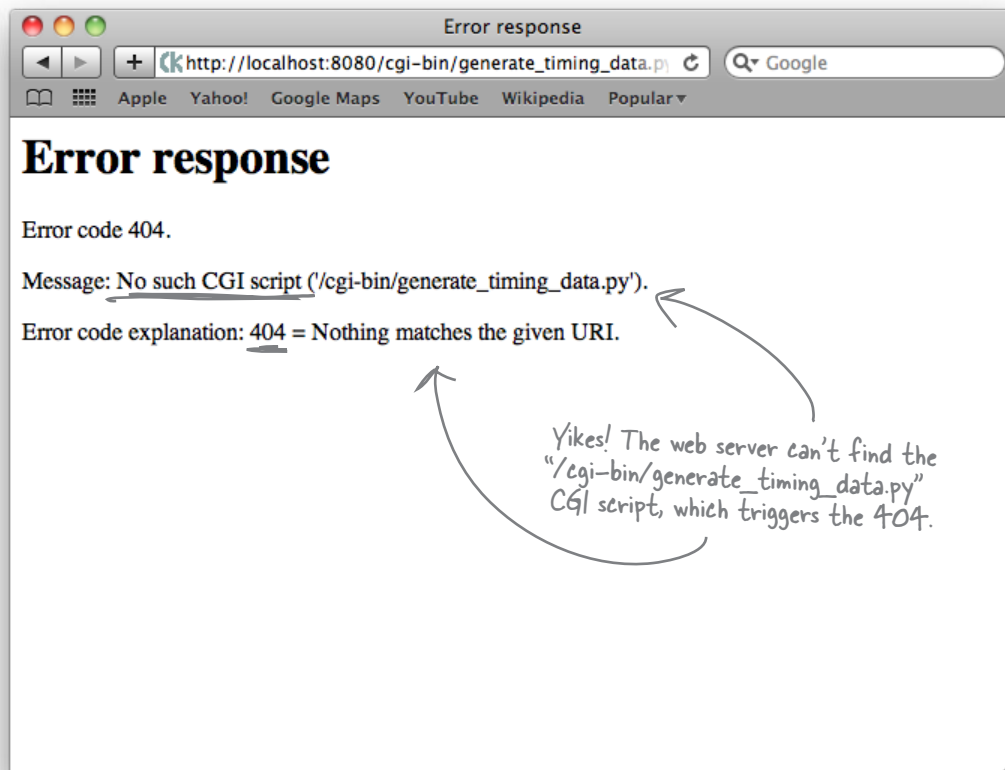 Error response
http://localhost:8080/cgi-bin/generate_timing_data.py
Google
Apple Yahoo! Google Maps YouTube Wikipedia Popular
Error response
Error code 404.
Message: No such CGI script ('/cgi-bin/generate_timing_data.py').
Error code explanation: 404 = Nothing matches the given URI.
Yikes! The web server can't find the
“/cgi-bin/generate_timing_data.py”
CGI script, which triggers the 404.